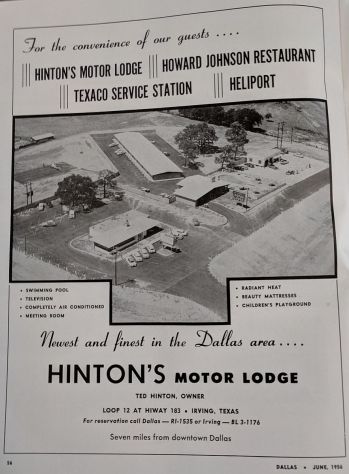 For the convenience of our guests ....
HINTON'S MOTOR LODGE HOWARD JOHNSON RESTAURANT
TEXACO SERVICE STATION HELIPORT
• SWIMMING POOL
• TELEVISION
• COMPLETELY AIR CONDITIONED
• MEETING ROOM
• RADIANT HEAT
• BEAUTY MATTRESSES
• CHILDREN'S PLAYGROUND
Newest and finest in the Dallas area ....
HINTON'S MOTOR LODGE
TED HINTON, OWNER
LOOP 12 AT HIWAY 183 • IRVING, TEXAS
For reservation call Dallas — RI-1535 or Irving — BL 3-1176
Seven miles from downtown Dallas
56
DALLAS • JUNE, 1956